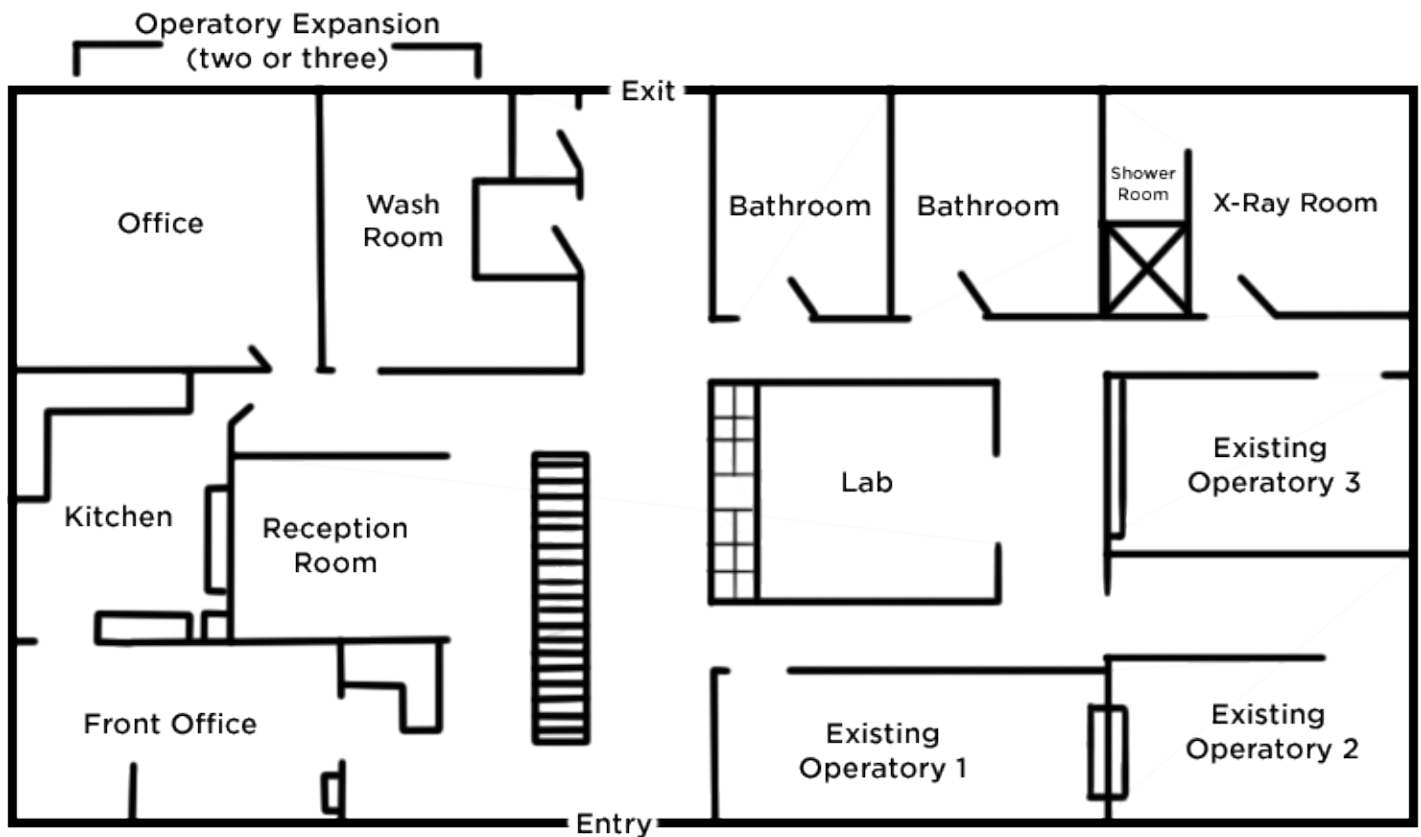 Operatory Expansion
(two or three)
Exit
Office
Wash
Room
Bathroom
Bathroom
Shower
Room
X-Ray Room
Kitchen
Reception
Room
Lab
Existing
Operatory 3
Front Office
Existing
Operatory 1
Existing
Operatory 2
Entry